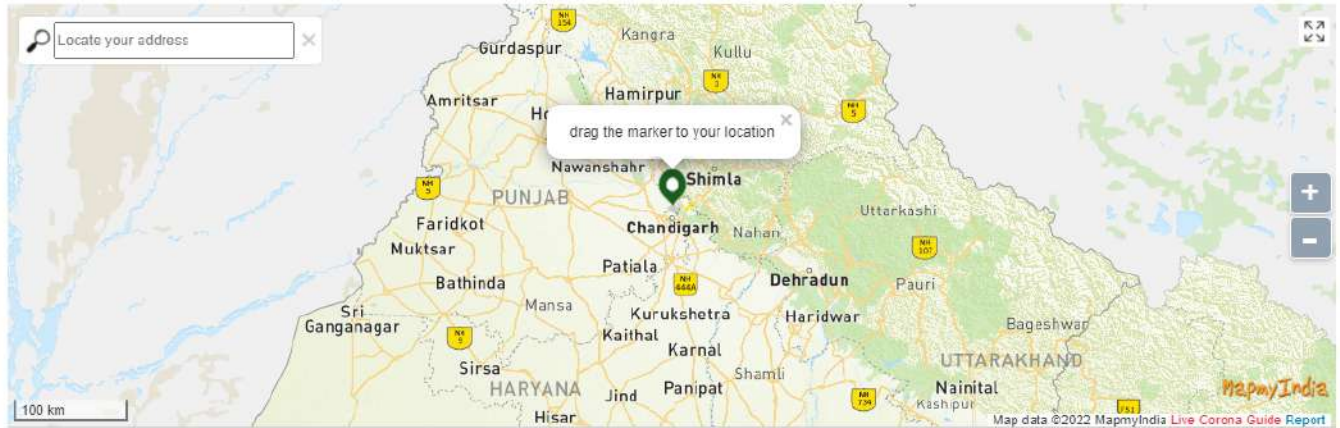 Locate your address
NH
154
Kangra
Gurdaspur
Kullu
NH
3
Hamirpur
Amritsar
NH
5
drag the marker to your location
Nawanshahr
Shimla
NH
5
PUNJAB
Uttarkashi
Faridkot
Chandigarh
Nahan
Muktsar
NH
107
Patiala
Dehradun
Bathinda
NH
444A
Pauri
Mansa
Sri
Ganganagar
Kurukshetra
Haridwar
Bageshwar
NH
9
Kaithal
Karnal
Sirsa
Shamli
UTTARAKHAND
HARYANA
Jind
Panipat
Nainital
MapmyIndia
NH
734
Kashipur
100 km
Hisar
Map data ©2022 MapmyIndia Live Corona Guide Report